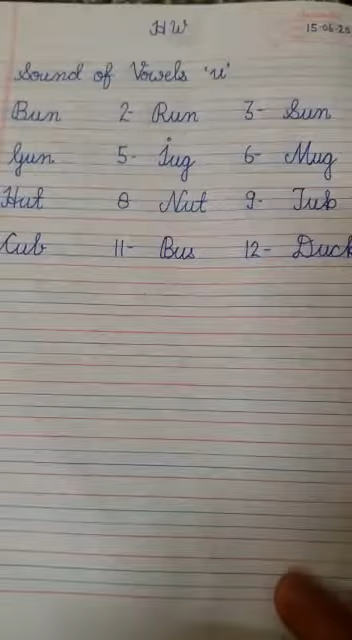 HW
15-06-25
Sound of Vowels 'u'
Bun 2- Run 3- Sun
Gun 5- Jug 6- Mug
Hut 8 Nut 9- Tub
Cub 11- Bus 12- Duck